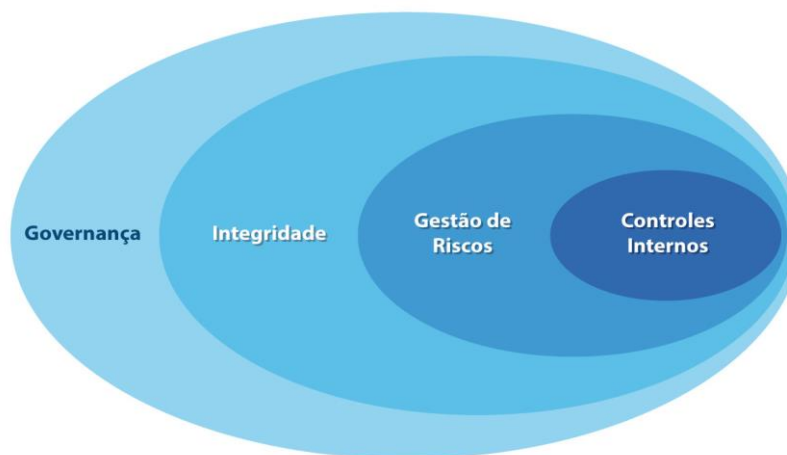 Governança
Integridade
Gestão de
Riscos
Controles
Internos